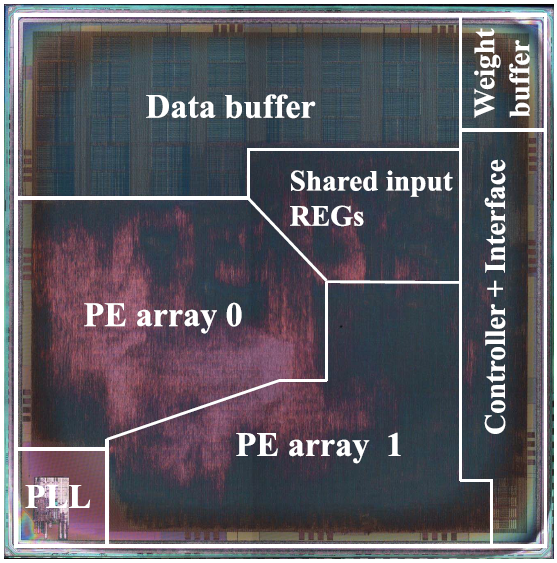 Data buffer
Weight
buffer
Shared input
REGs
PE array 0
Controller + Interface
PE array  1
PLL